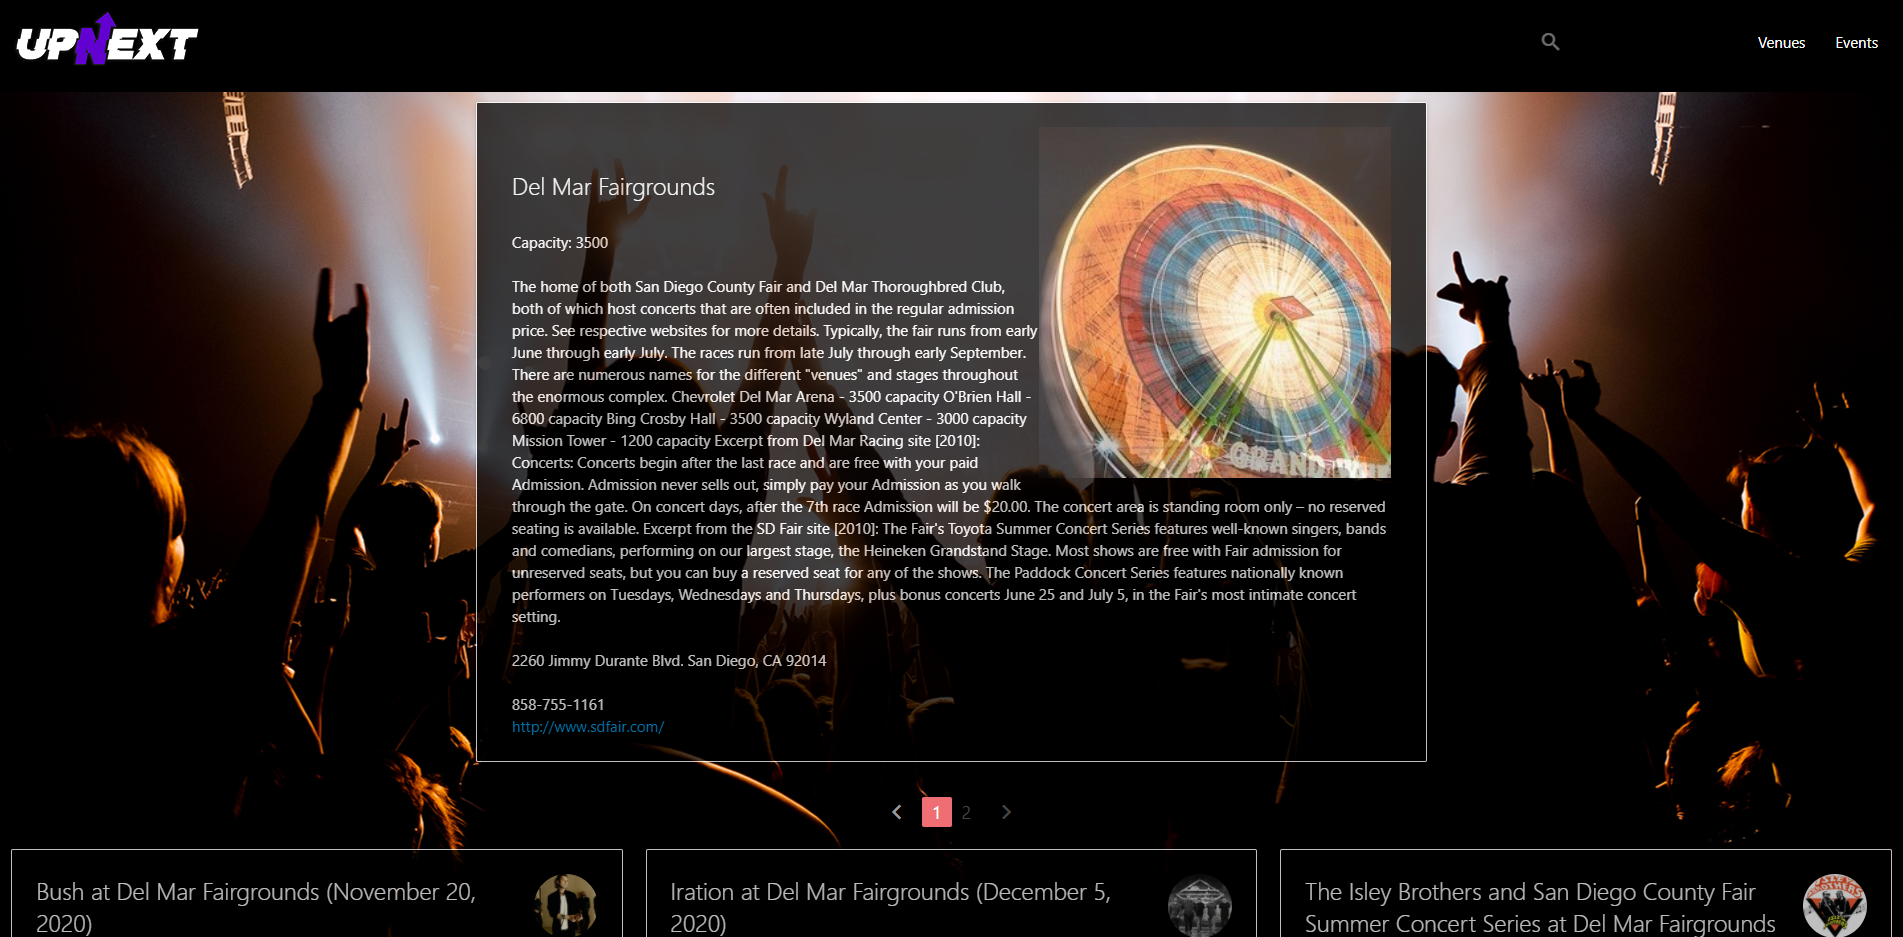 UPNEXT
Venues Events
Del Mar Fairgrounds
Capacity: 3500
The home of both San Diego County Fair and Del Mar Thoroughbred Club,
both of which host concerts that are often included in the regular admission
price. See respective websites for more details. Typically, the fair runs from early
June through early July. The races run from late July through early September.
There are numerous names for the different "venues" and stages throughout
the enormous complex. Chevrolet Del Mar Arena - 3500 capacity O'Brien Hall -
6800 capacity Bing Crosby Hall - 3500 capacity Wyland Center - 3000 capacity
Mission Tower - 1200 capacity Excerpt from Del Mar Racing site [2010]:
Concerts: Concerts begin after the last race and are free with your paid
Admission. Admission never sells out, simply pay your Admission as you walk
through the gate. On concert days, after the 7th race Admission will be $20.00. The concert area is standing room only – no reserved
seating is available. Excerpt from the SD Fair site [2010]: The Fair's Toyota Summer Concert Series features well-known singers, bands
and comedians, performing on our largest stage, the Heineken Grandstand Stage. Most shows are free with Fair admission for
unreserved seats, but you can buy a reserved seat for any of the shows. The Paddock Concert Series features nationally known
performers on Tuesdays, Wednesdays and Thursdays, plus bonus concerts June 25 and July 5, in the Fair's most intimate concert
setting.
2260 Jimmy Durante Blvd. San Diego, CA 92014
858-755-1161
http://www.sdfair.com/
GRAND
1 2
Bush at Del Mar Fairgrounds (November 20,
2020)
Iration at Del Mar Fairgrounds (December 5,
2020)
The Isley Brothers and San Diego County Fair
Summer Concert Series at Del Mar Fairgrounds